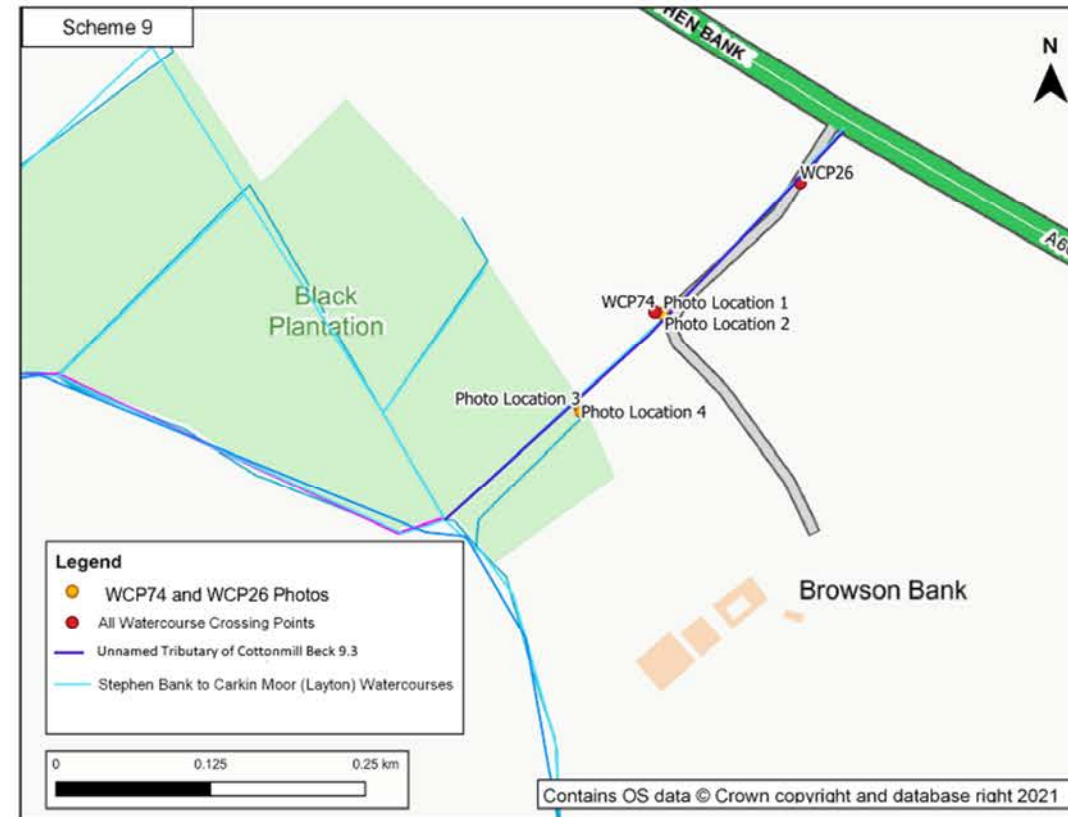 Scheme 9
HEN BANK
N
WCP26
A66
WCP74 Photo Location 1
Photo Location 2
Black
Plantation
Photo Location 3
Photo Location 4
Browson Bank
Legend
WCP74 and WCP26 Photos
All Watercourse Crossing Points
Unnamed Tributary of Cottonmill Beck 9.3
Stephen Bank to Carkin Moor (Layton) Watercourses
0 0.125 0.25 km
Contains OS data © Crown copyright and database right 2021